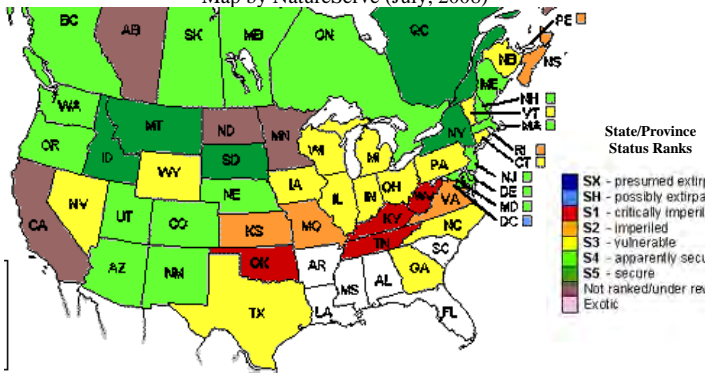 Map by NatureServe (July, 2006)
BC
AB
SK
MB
ON
QC
PE
NB
NS
ME
WA
MT
ND
MN
NH
VT
MA
OR
ID
SD
WI
MI
NY
RI
CT
WY
PA
NJ
DE
MD
DC
NV
UT
CO
NE
IA
IL
IN
OH
WV
VA
CA
KS
MO
KY
NC
AZ
NM
OK
AR
TN
SC
TX
LA
MS
AL
GA
FL
State/Province
Status Ranks
SX - presumed extirpa
SH - possibly extirpa
S1 - critically imperil
S2 - imperiled
S3 - vulnerable
S4 - apparently secu
S5 - secure
Not ranked/under rev
Exotic